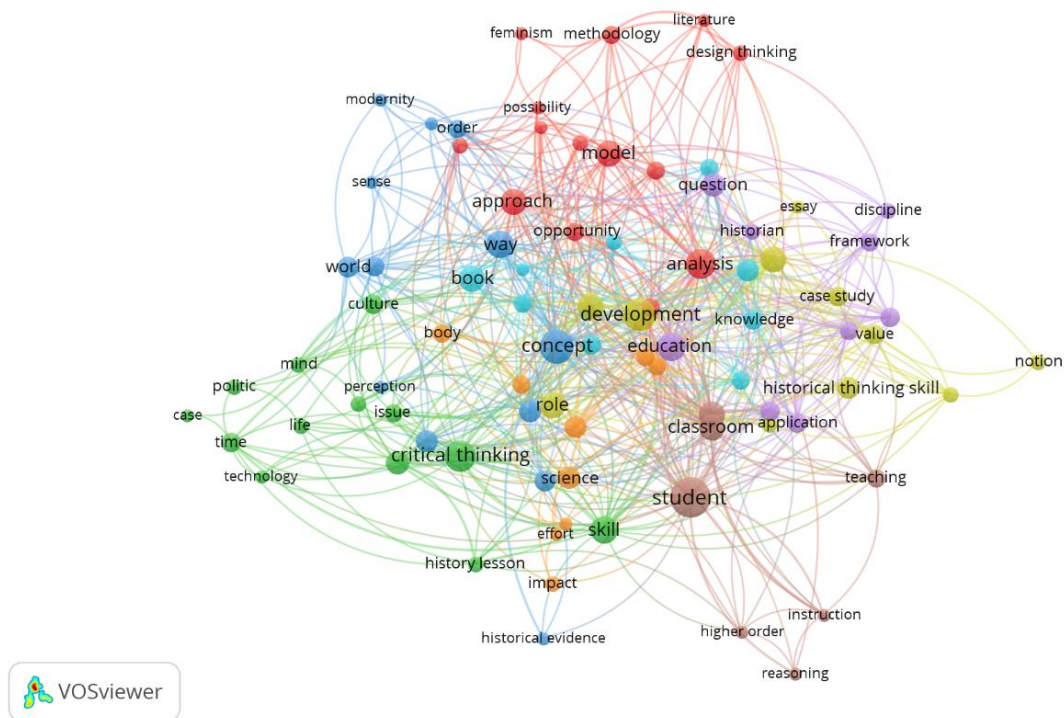 literature
feminism
methodology
design thinking
modernity
possibility
order
model
sense
question
approach
essay
discipline
opportunity
historian
way
framework
world
book
analysis
culture
case study
development
knowledge
body
value
concept
education
mind
notion
politic
perception
historical thinking skill
role
case
issue
life
classroom
application
time
critical thinking
technology
science
teaching
student
skill
effort
history lesson
impact
instruction
historical evidence
higher order
reasoning
VOSviewer